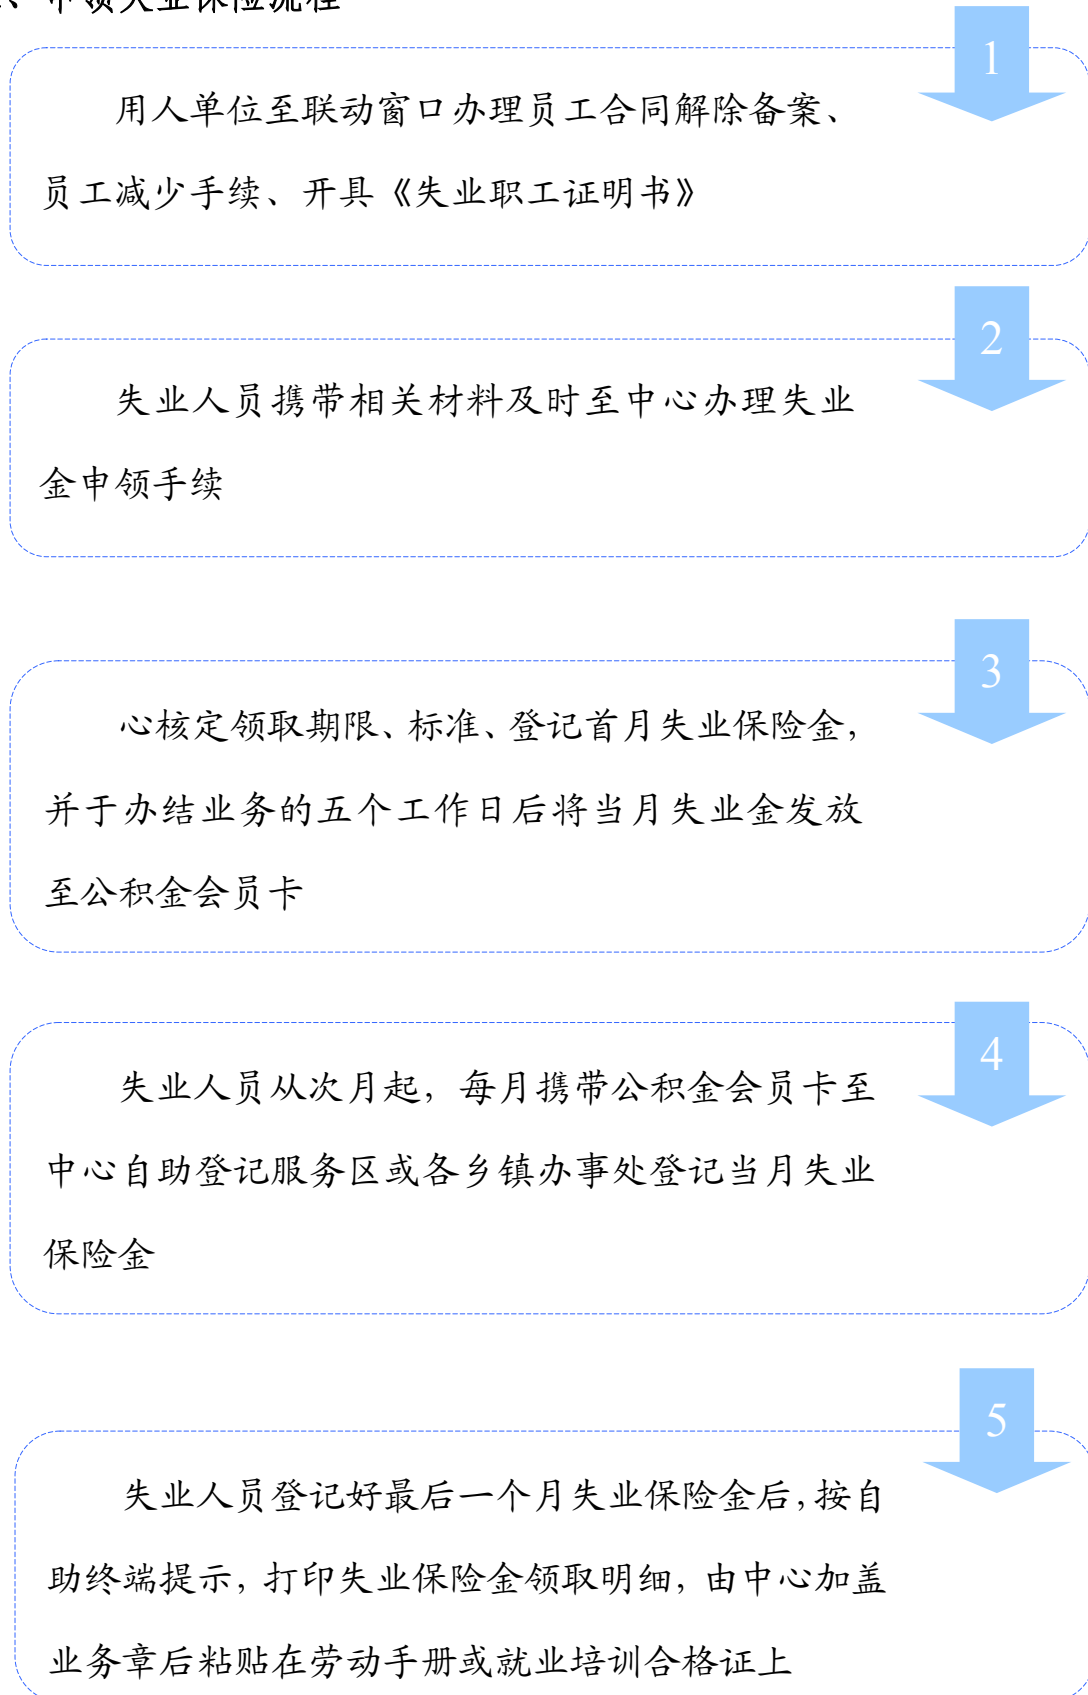 、申领失业保险流程
1
用人单位至联动窗口办理员工合同解除备案、
员工减少手续、开具《失业职工证明书》
2
失业人员携带相关材料及时至中心办理失业
金申领手续
3
心核定领取期限、标准、登记首月失业保险金，
并于办结业务的五个工作日后将当月失业金发放
至公积金会员卡
4
失业人员从次月起，每月携带公积金会员卡至
中心自助登记服务区或各乡镇办事处登记当月失业
保险金
5
失业人员登记好最后一个月失业保险金后，按自
助终端提示，打印失业保险金领取明细，由中心加盖
业务章后粘贴在劳动手册或就业培训合格证上